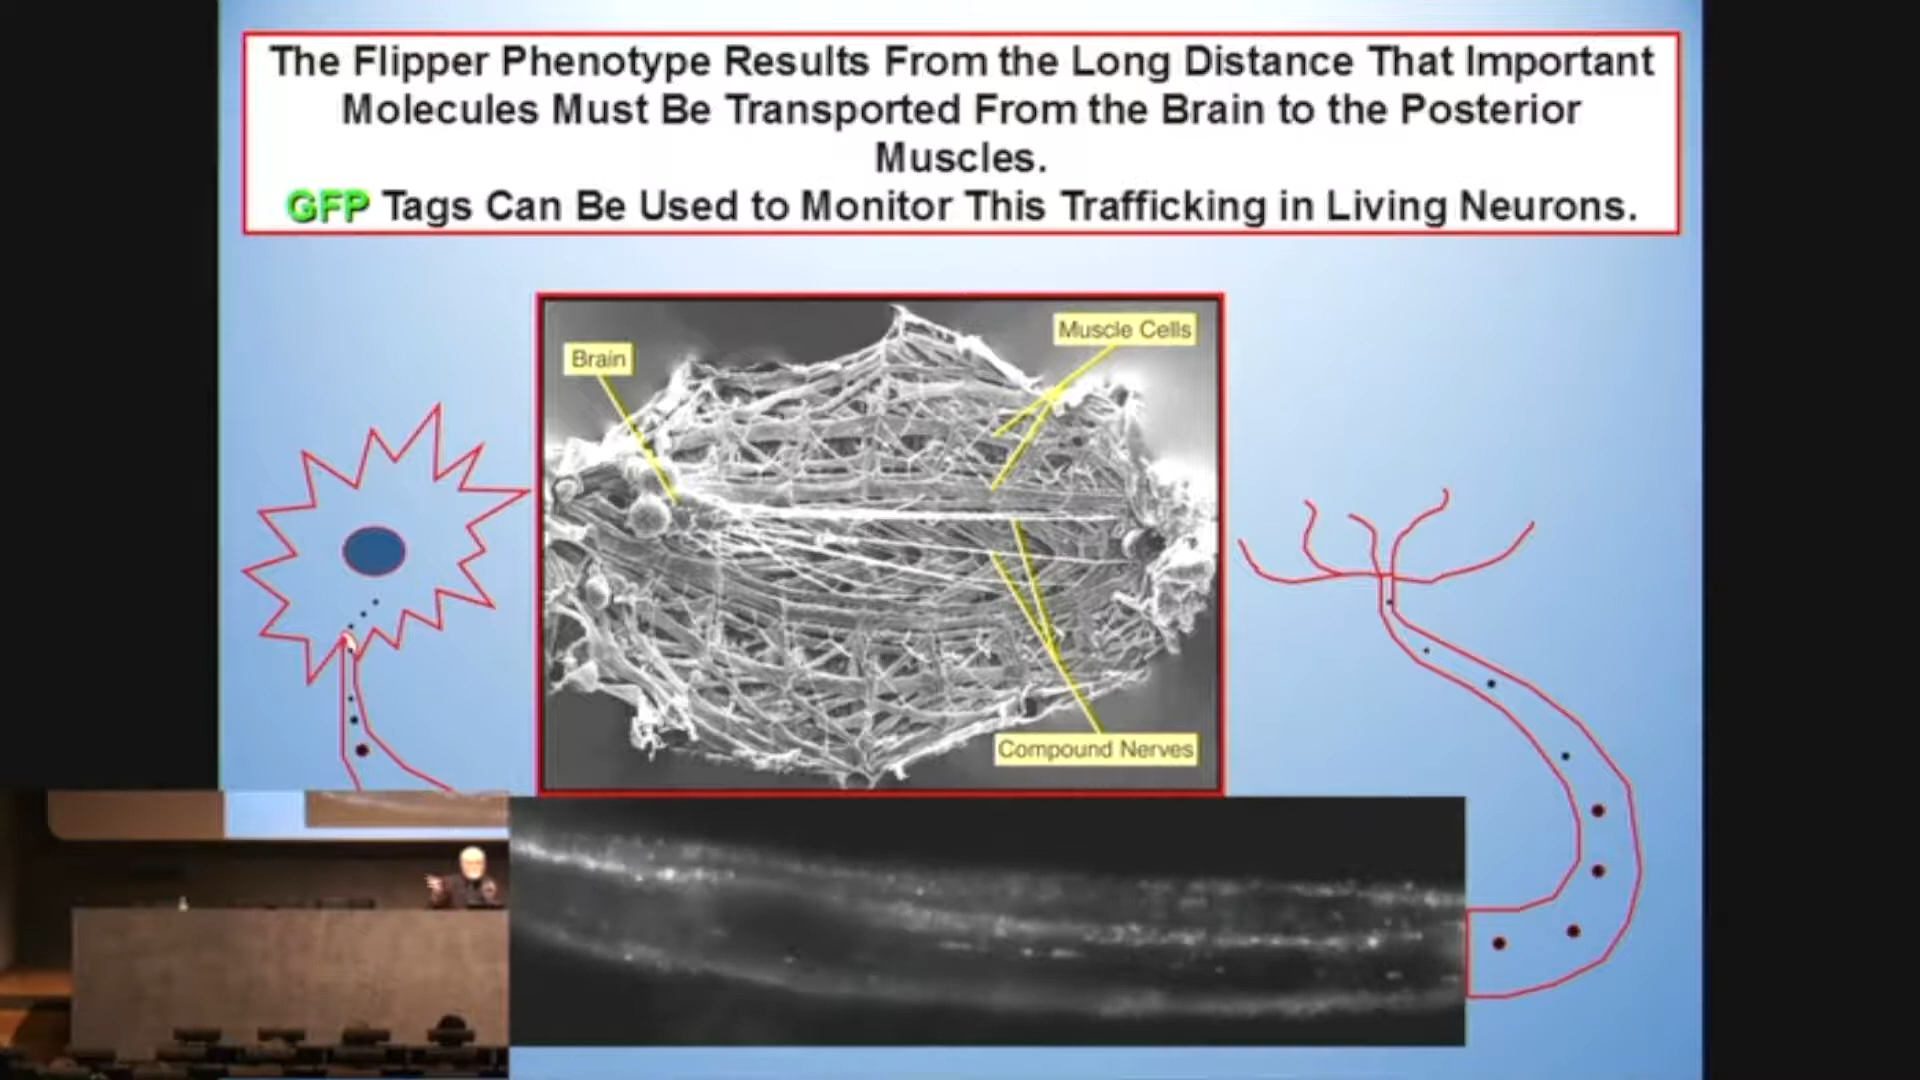 The Flipper Phenotype Results From the Long Distance That Important
Molecules Must Be Transported From the Brain to the Posterior
Muscles.
GFP Tags Can Be Used to Monitor This Trafficking in Living Neurons.
Muscle Cells
Brain
Compound Nerves